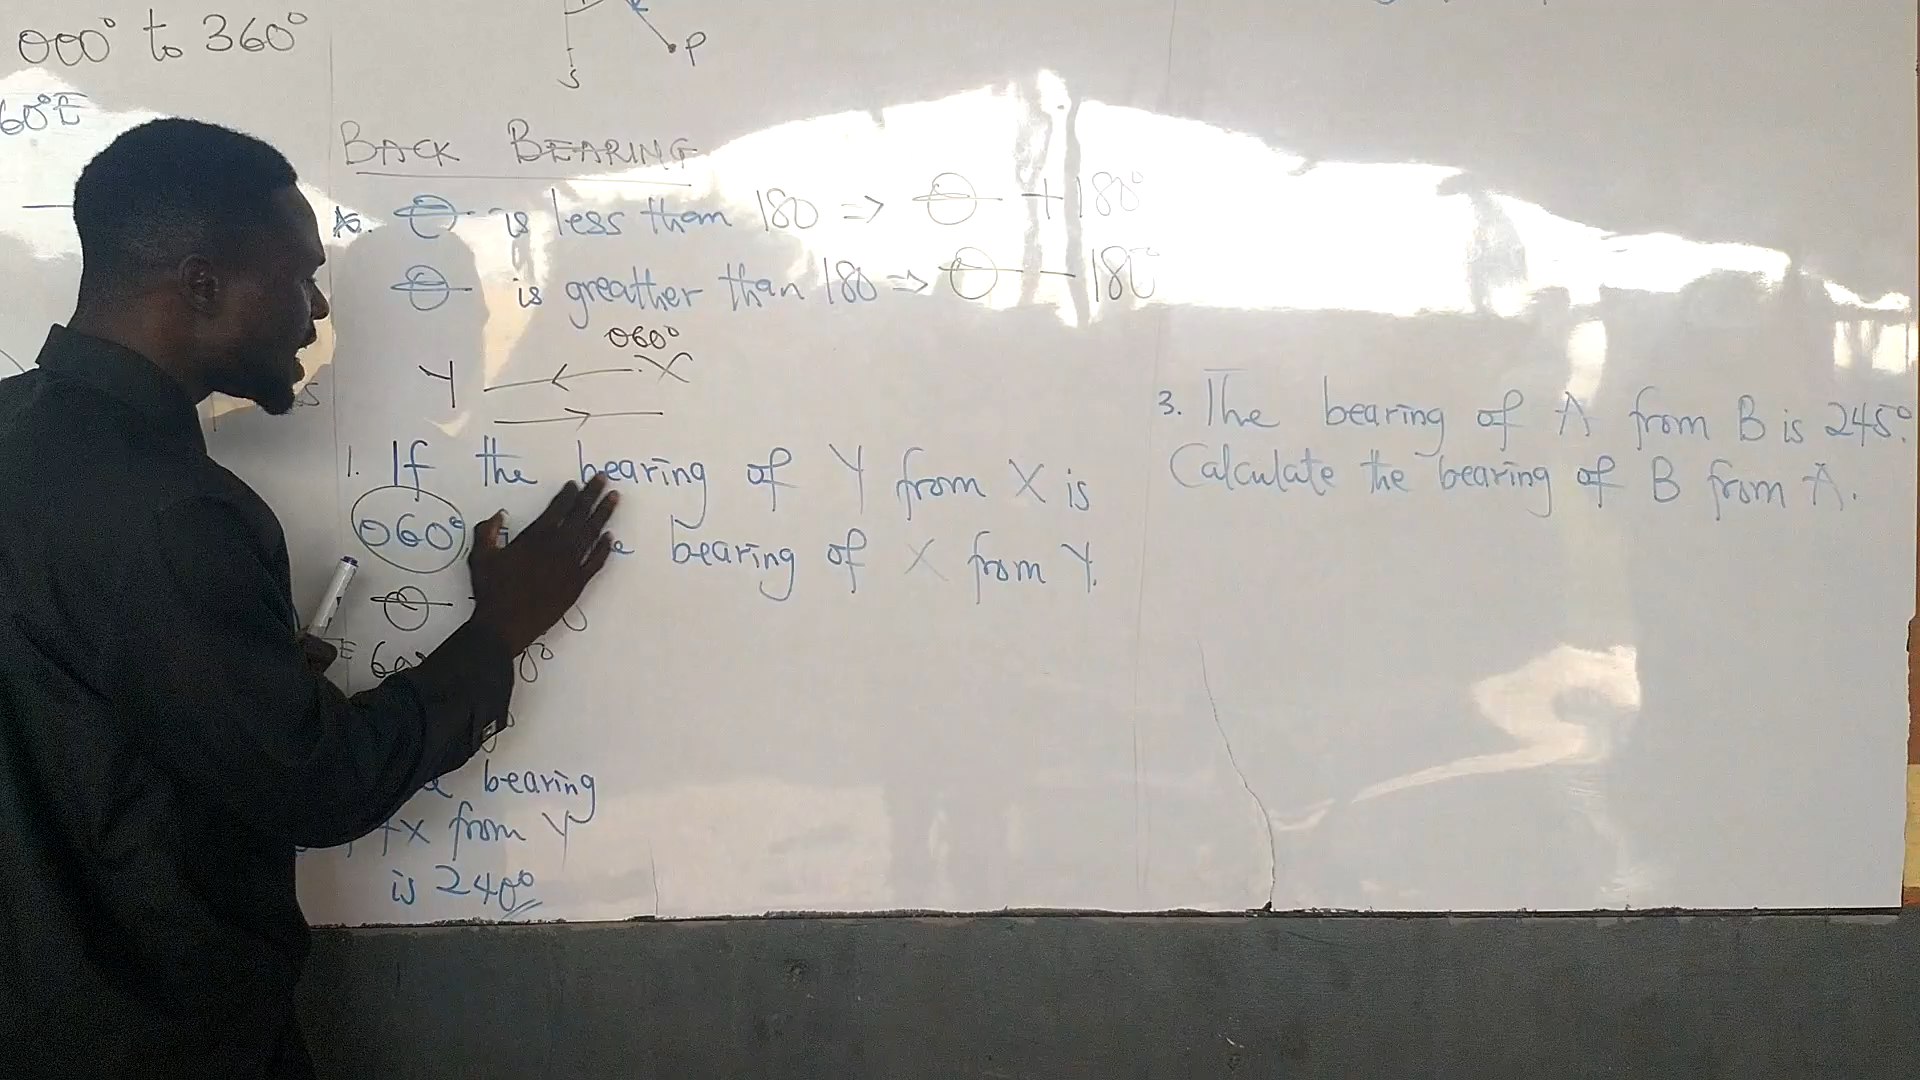 000° to 360°
60°E
S
P
BACK BEARING
θ is less than 180 => θ + 180°
θ is greather than 180 => θ - 180
060°
Y X
1. If the bearing of Y from X is
060° bearing of X from Y.
θ
bearing
X from Y
is 240°
3. The bearing of A from B is 245°.
Calculate the bearing of B from A.